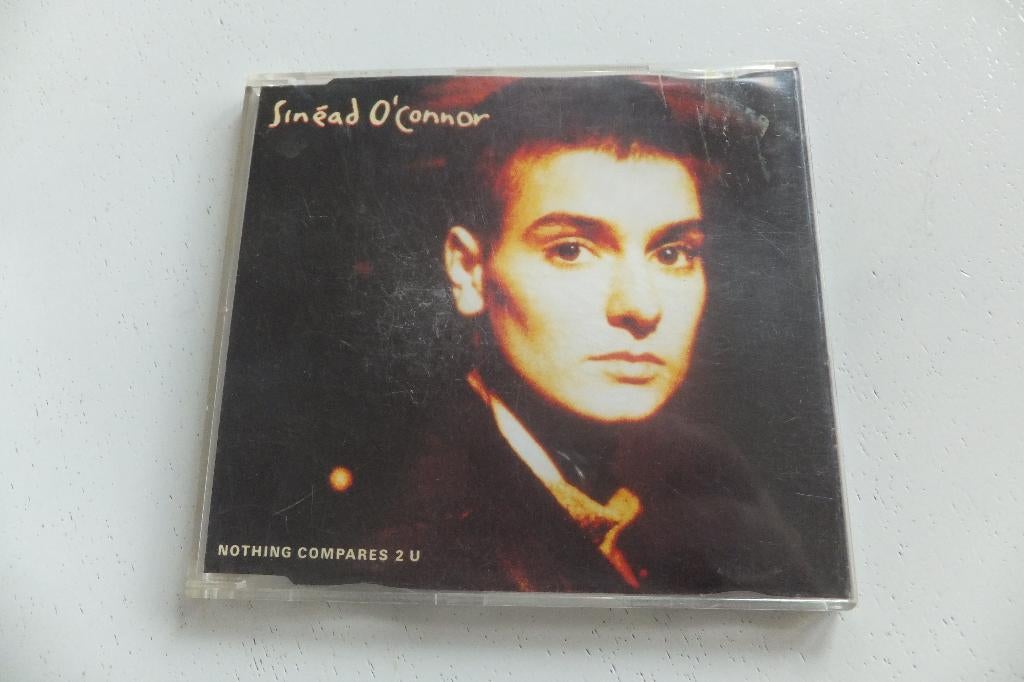 Sinéad O'Connor
NOTHING COMPARES 2 U